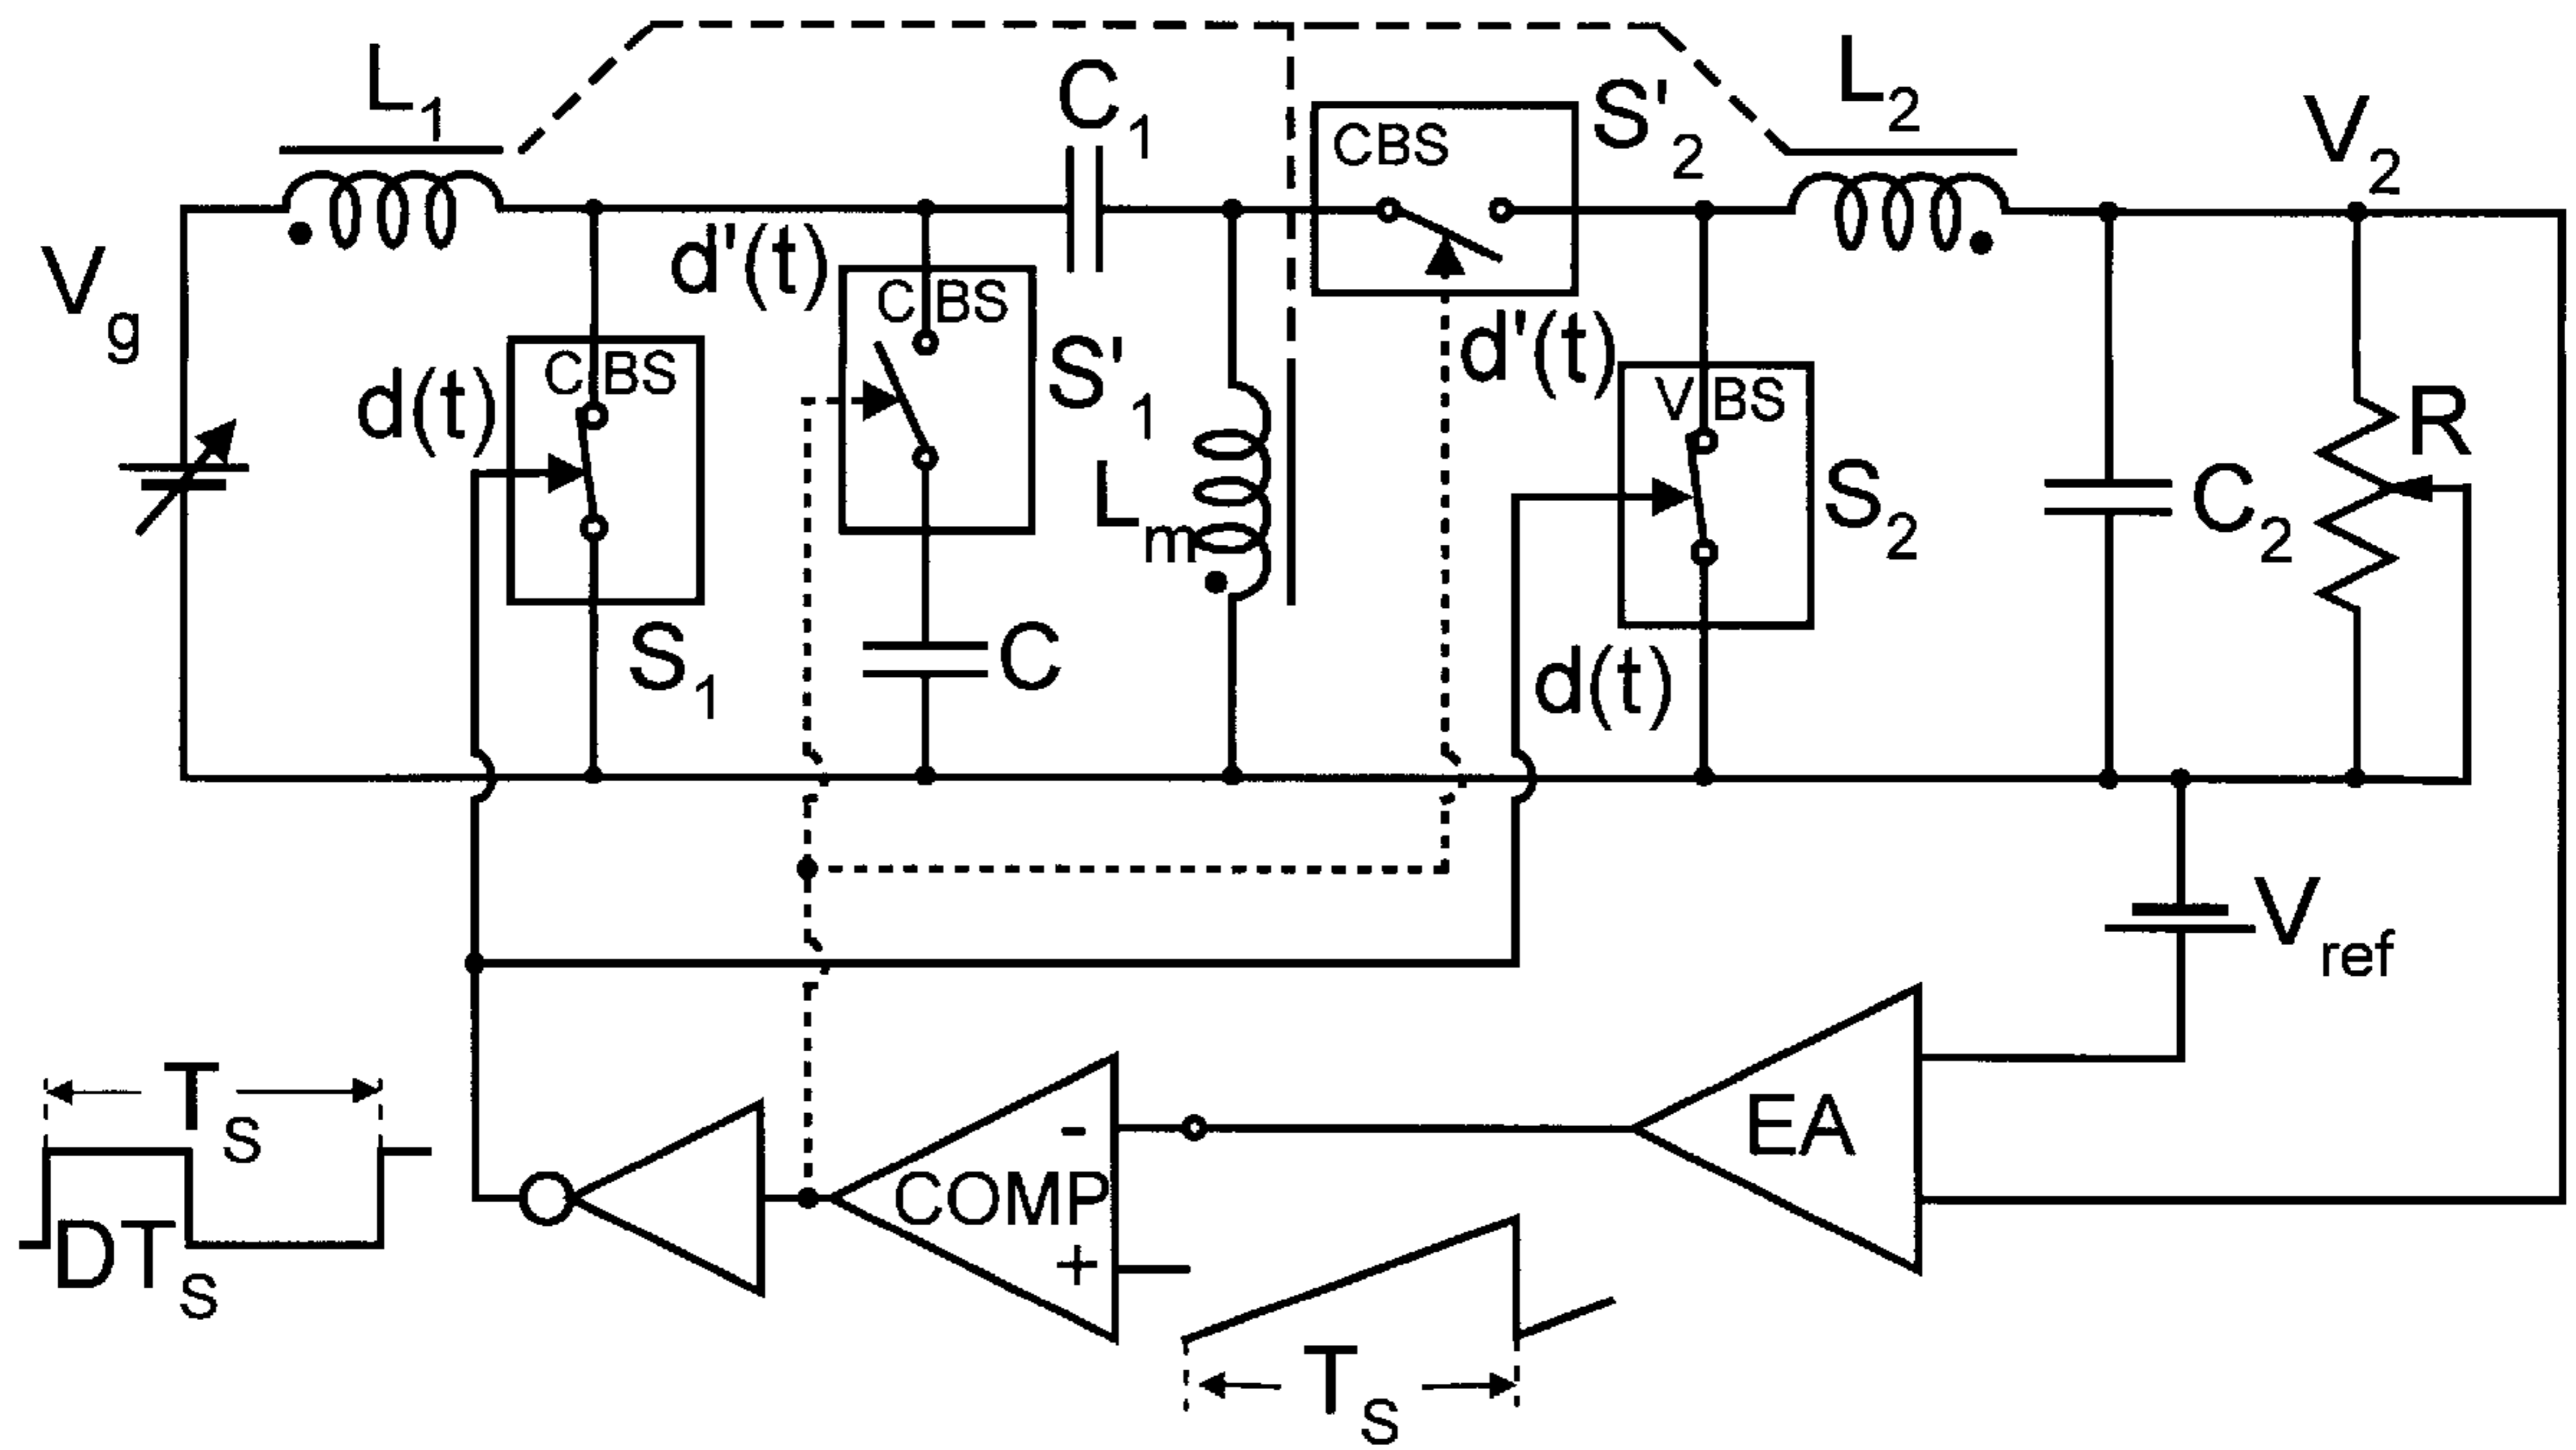 L1
C1
CBS
S'2
L2
V2
Vg
d'(t)
CBS
S'1
d(t)
CBS
S1
C
Lm
d'(t)
VBS
S2
d(t)
C2
R
Vref
TS
DTS
COMP
-
+
EA
TS